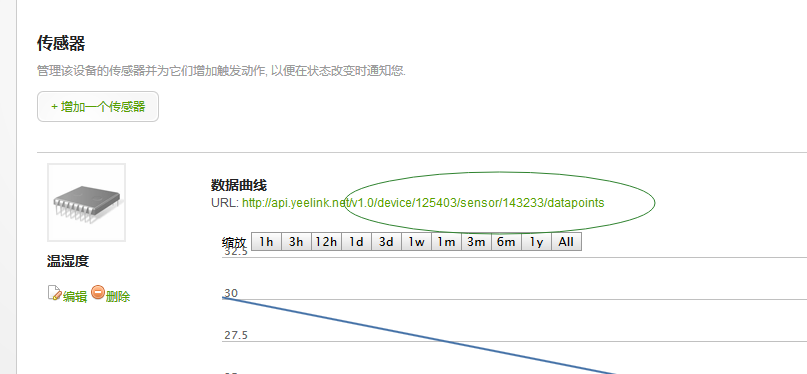 传感器
管理该设备的传感器并为它们增加触发动作, 以便在状态改变时通知您.
+ 增加一个传感器
数据曲线
URL: http://api.yeelink.net/v1.0/device/125403/sensor/143233/datapoints
缩放 1h 3h 12h 1d 3d 1w 1m 3m 6m 1y All
32.5
温湿度
编辑 删除
30
27.5